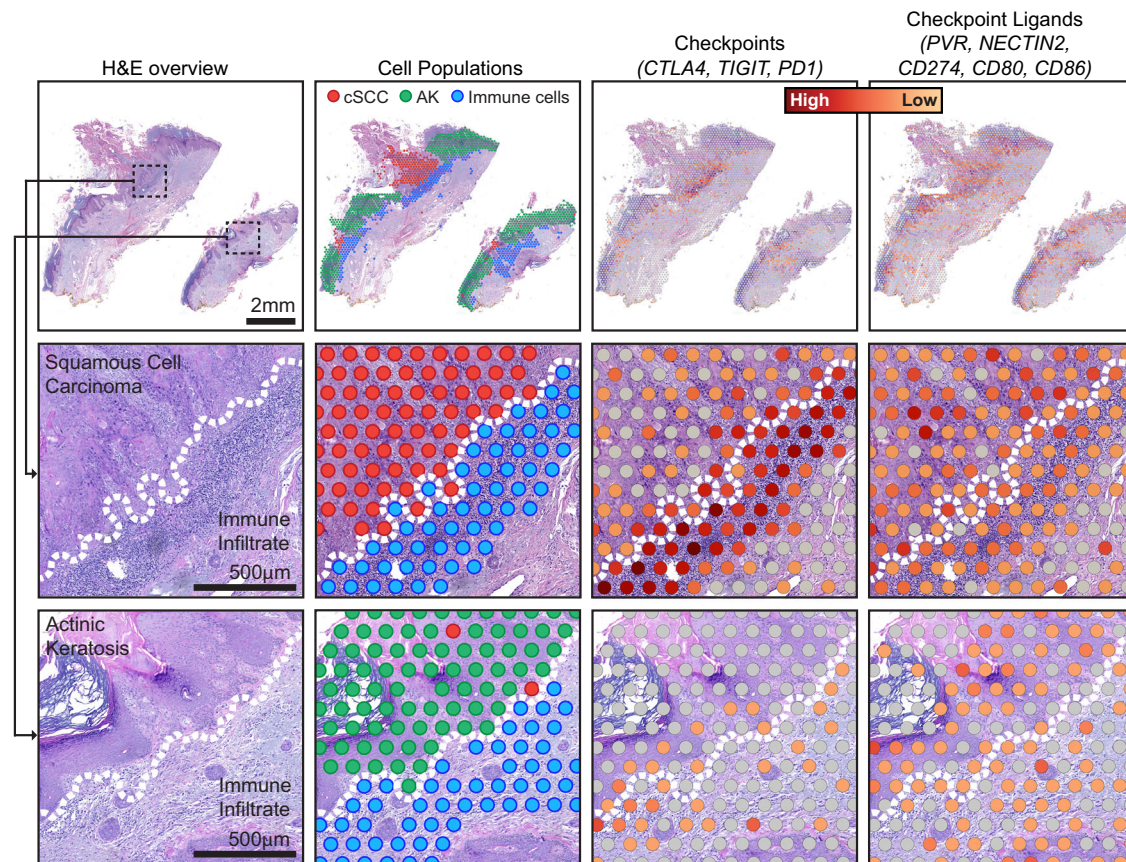 H&E overview
Cell Populations
Checkpoints
(CTLA4, TIGIT, PD1)
Checkpoint Ligands
(PVR, NECTIN2,
CD274, CD80, CD86)
cSCC AK Immune cells
High Low
2mm
Squamous Cell
Carcinoma
Immune
Infiltrate
500μm
Actinic
Keratosis
Immune
Infiltrate
500μm